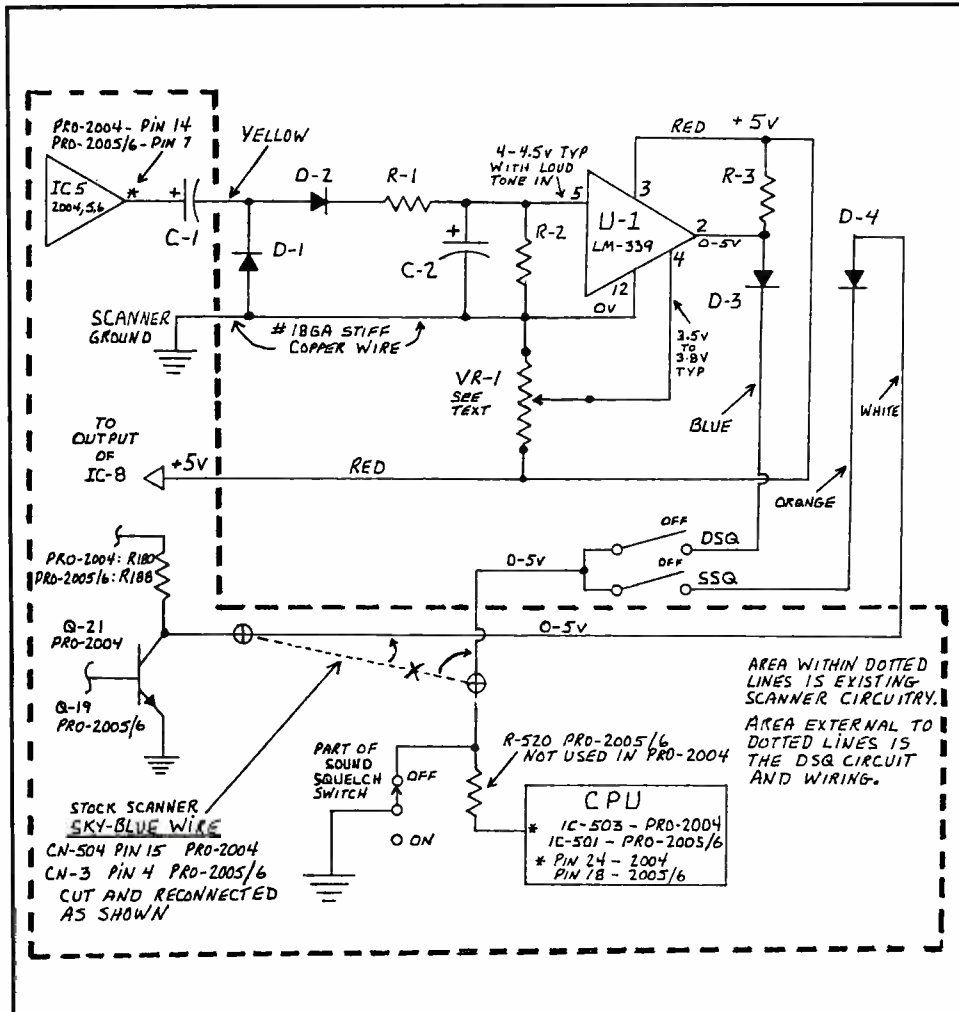 PRO-2004- PIN 14
PRO-2005/6-PIN 7
IC5
2004,5,6
*
+
C-1
YELLOW
D-2
R-1
D-1
+
C-2
R-2
4-4.5V TYP
WITH LOUD
TONE IN
5
3
U-1
LM-339
2
0-5V
4
12
0V
RED
+5V
R-3
D-4
D-3
SCANNER
GROUND
#18GA STIFF
COPPER WIRE
VR-1
SEE
TEXT
3.5V
TO
3.8V
TYP
BLUE
WHITE
ORANGE
TO
OUTPUT
OF
IC-8
+5V
RED
OFF
DSQ
OFF
SSQ
0-5V
0-5V
PRO-2004: R180
PRO-2005/6: R188
Q-21
PRO-2004
Q-19
PRO-2005/6
X
AREA WITHIN DOTTED
LINES IS EXISTING
SCANNER CIRCUITRY.
AREA EXTERNAL TO
DOTTED LINES IS
THE DSQ CIRCUIT
AND WIRING.
PART OF
SOUND
SQUELCH
SWITCH
OFF
ON
R-520 PRO-2005/6
NOT USED IN PRO-2004
CPU
* IC-503 - PRO-2004
IC-501 - PRO-2005/6
* PIN 24 - 2004
PIN 18 - 2005/6
STOCK SCANNER
SKY-BLUE WIRE
CN-504 PIN 15 PRO-2004
CN-3 PIN 4 PRO-2005/6
CUT AND RECONNECTED
AS SHOWN